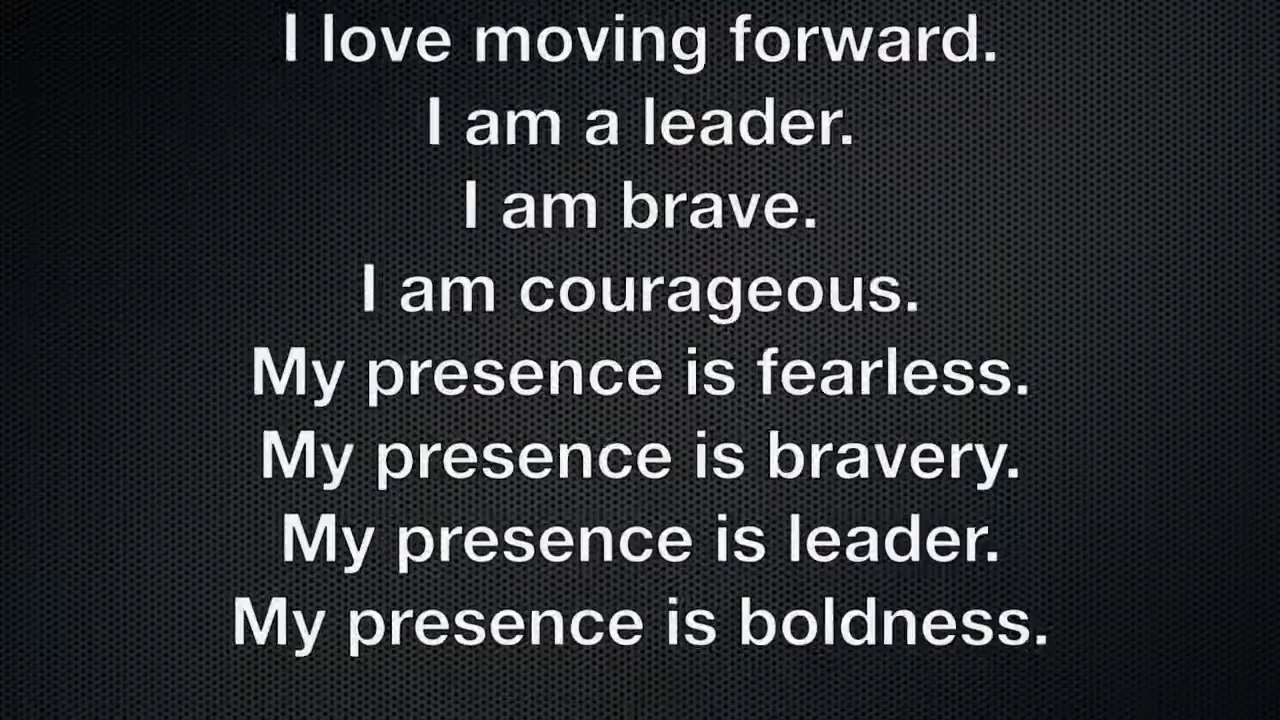 I love moving forward.
I am a leader.
I am brave.
I am courageous.
My presence is fearless.
My presence is bravery.
My presence is leader.
My presence is boldness.